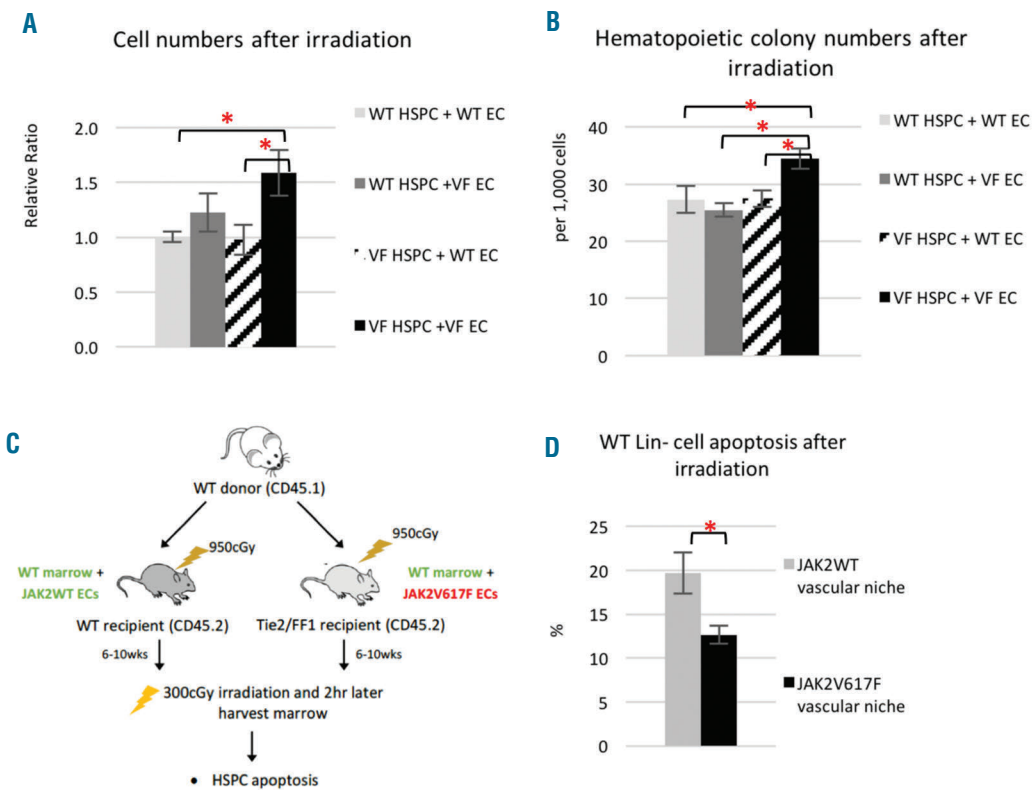 A
Cell numbers after irradiation
Relative Ratio
2.0
1.5
1.0
0.5
0.0
*
*
WT HSPC + WT EC
WT HSPC +VF EC
VF HSPC + WT EC
VF HSPC +VF EC
B
Hematopoietic colony numbers after
irradiation
per 1,000 cells
40
30
20
10
0
*
*
*
WT HSPC + WT EC
WT HSPC + VF EC
VF HSPC + WT EC
VF HSPC + VF EC
C
WT donor (CD45.1)
950cGy
950cGy
WT marrow +
JAK2WT ECs
WT marrow +
JAK2V617F ECs
WT recipient (CD45.2)
Tie2/FF1 recipient (CD45.2)
6-10wks
6-10wks
300cGy irradiation and 2hr later
harvest marrow
• HSPC apoptosis
D
WT Lin- cell apoptosis after
irradiation
%
25
20
15
10
5
0
*
JAK2WT
vascular niche
JAK2V617F
vascular niche